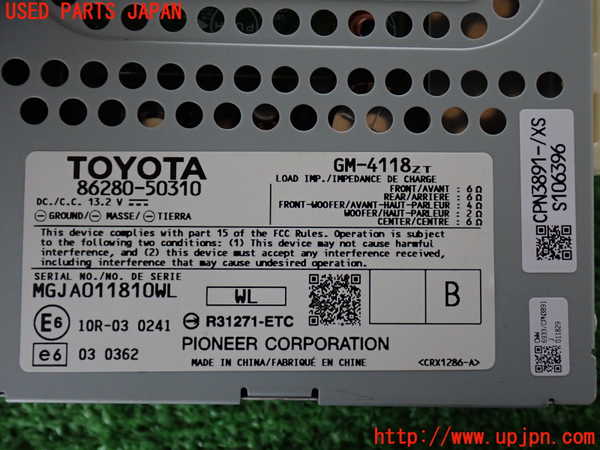 USED PARTS JAPAN
TOYOTA
86280-50310
DC./C.C. 13.2 V
GROUND/ MASSE/ TIERRA
GM-4118ZT
LOAD IMP./IMPEDANCE DE CHARGE
FRONT/AVANT : 6Ω
REAR/ARRIERE : 6Ω
FRONT-WOOFER/AVANT-HAUT-PARLEUR : 4Ω
WOOFER/HAUT-PARLEUR : 2Ω
CENTER/CENTRE : 6Ω
This device complies with part 15 of the FCC Rules. Operation is subject
to the following two conditions: (1) This device may not cause harmful
interference, and (2) this device must accept any interference received,
including interference that may cause undesired operation.
SERIAL NO./NO. DE SERIE
MGJA011810WL
WL
B
E6 10R-03 0241 R31271-ETC
e6 03 0362
PIONEER CORPORATION
MADE IN CHINA/FABRIQUÉ EN CHINE
<CRX1286-A>
CPN3891-/XS
S106396
R 011829
http://www.upjpn.com